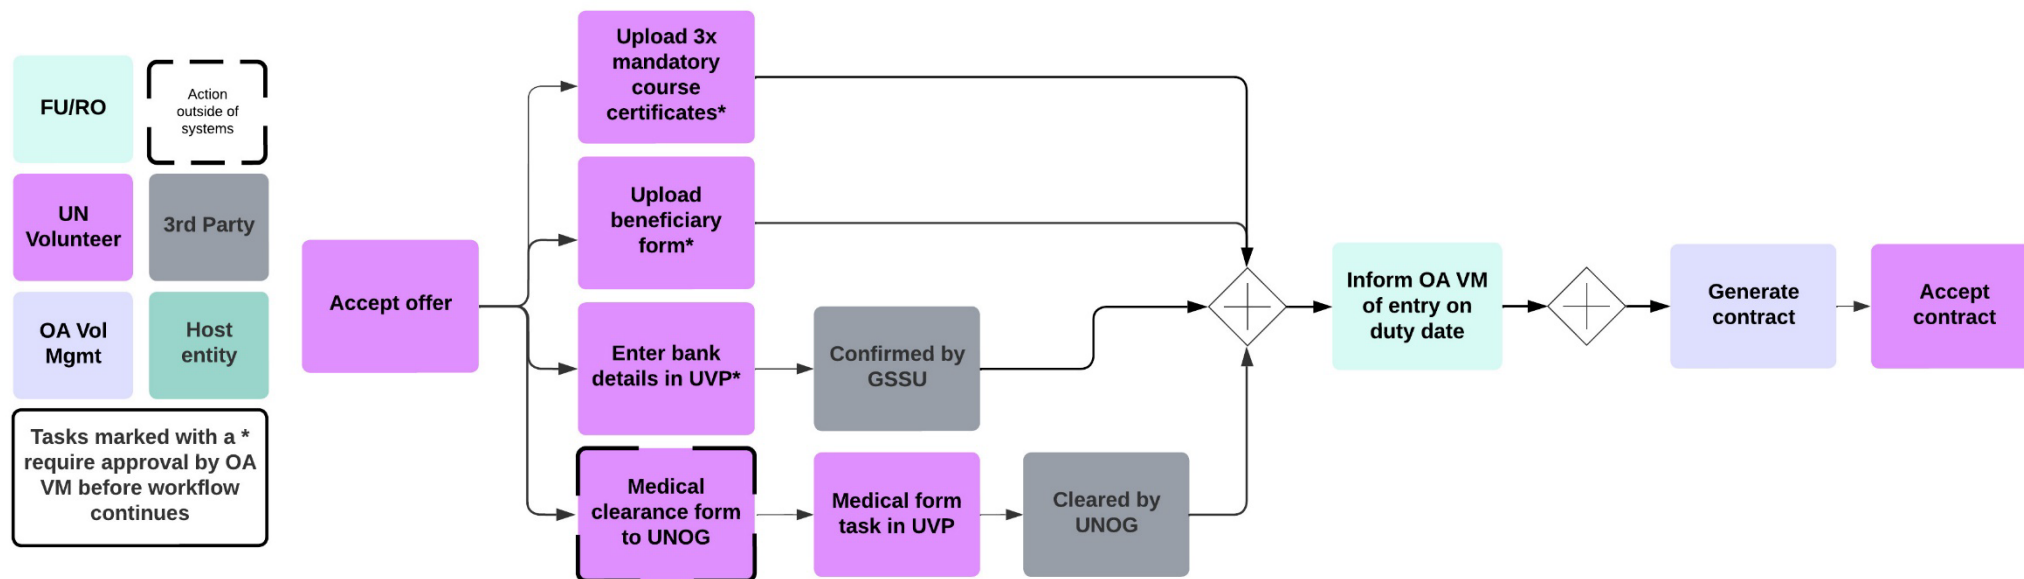 FU/RO
Action
outside of
systems
UN
Volunteer
3rd Party
OA Vol
Mgmt
Host
entity
Tasks marked with a *
require approval by OA
VM before workflow
continues
Accept offer
Upload 3x
mandatory
course
certificates*
Upload
beneficiary
form*
Enter bank
details in UVP*
Confirmed by
GSSU
Medical
clearance form
to UNOG
Medical form
task in UVP
Cleared by
UNOG
Inform OA VM
of entry on
duty date
Generate
contract
Accept
contract